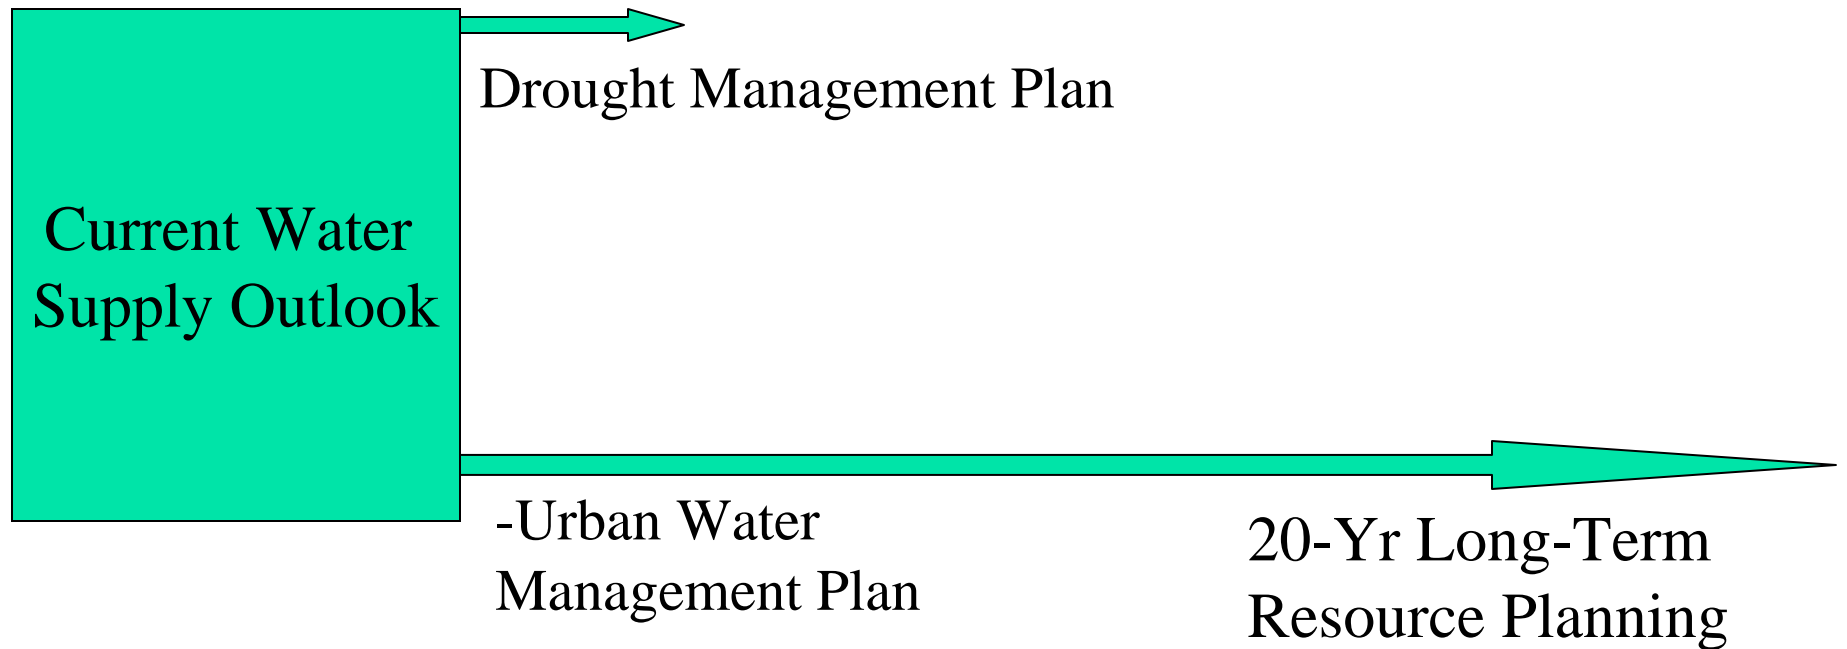 Drought Management Plan
Current Water
Supply Outlook
-Urban Water
Management Plan
20-Yr Long-Term
Resource Planning